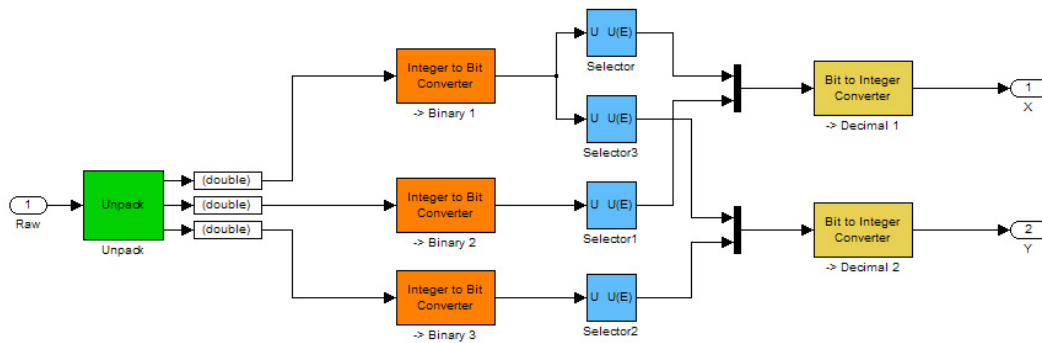 U U(E)
Selector
Integer to Bit
Converter
-> Binary 1
Bit to Integer
Converter
-> Decimal 1
1
X
U U(E)
Selector3
(double)
(double)
(double)
1
Raw
Unpack
Unpack
Integer to Bit
Converter
-> Binary 2
U U(E)
Selector1
Bit to Integer
Converter
-> Decimal 2
2
Y
Integer to Bit
Converter
-> Binary 3
U U(E)
Selector2